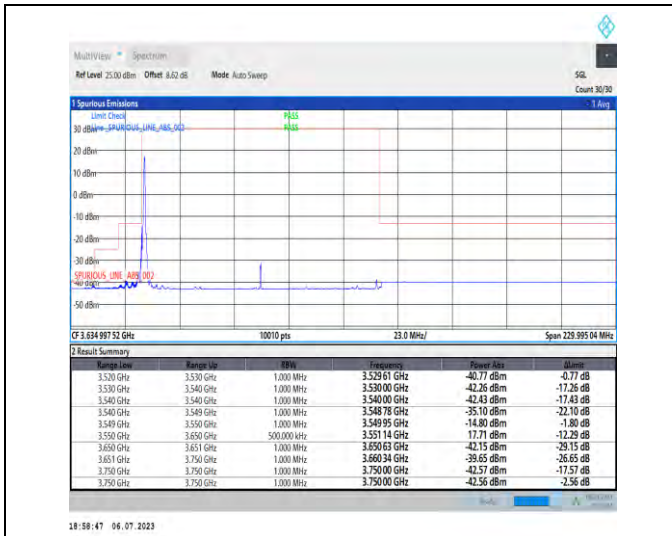 MultiView Spectrum
Ref Level 25.00 dBm Offset 8.62 dB Mode Auto Sweep SGL
Count 30/30
1 Spurious Emissions 1 Avg
Limit Check PASS
30 dBm Line _SPURIOUS_LINE_ABS_002 PASS
20 dBm
10 dBm
0 dBm
-10 dBm
-20 dBm
-30 dBm
SPURIOUS_LINE_ABS_002
-40 dBm
-50 dBm
CF 3.634 997 52 GHz 10010 pts 23.0 MHz/ Span 229.995 04 MHz
2 Result Summary
Range Low Range Up RBW Frequency Power Abs ΔLimit
3.520 GHz 3.530 GHz 1.000 MHz 3.529 61 GHz -40.77 dBm -0.77 dB
3.530 GHz 3.540 GHz 1.000 MHz 3.530 00 GHz -42.26 dBm -17.26 dB
3.540 GHz 3.540 GHz 1.000 MHz 3.540 00 GHz -42.43 dBm -17.43 dB
3.540 GHz 3.549 GHz 1.000 MHz 3.548 78 GHz -35.10 dBm -22.10 dB
3.549 GHz 3.550 GHz 1.000 MHz 3.549 95 GHz -14.80 dBm -1.80 dB
3.550 GHz 3.650 GHz 500.000 kHz 3.551 14 GHz 17.71 dBm -12.29 dB
3.650 GHz 3.651 GHz 1.000 MHz 3.650 63 GHz -42.15 dBm -29.15 dB
3.651 GHz 3.750 GHz 1.000 MHz 3.660 34 GHz -39.65 dBm -26.65 dB
3.750 GHz 3.750 GHz 1.000 MHz 3.750 00 GHz -42.57 dBm -17.57 dB
3.750 GHz 3.750 GHz 1.000 MHz 3.750 00 GHz -42.56 dBm -2.56 dB
18:58:47 06.07.2023